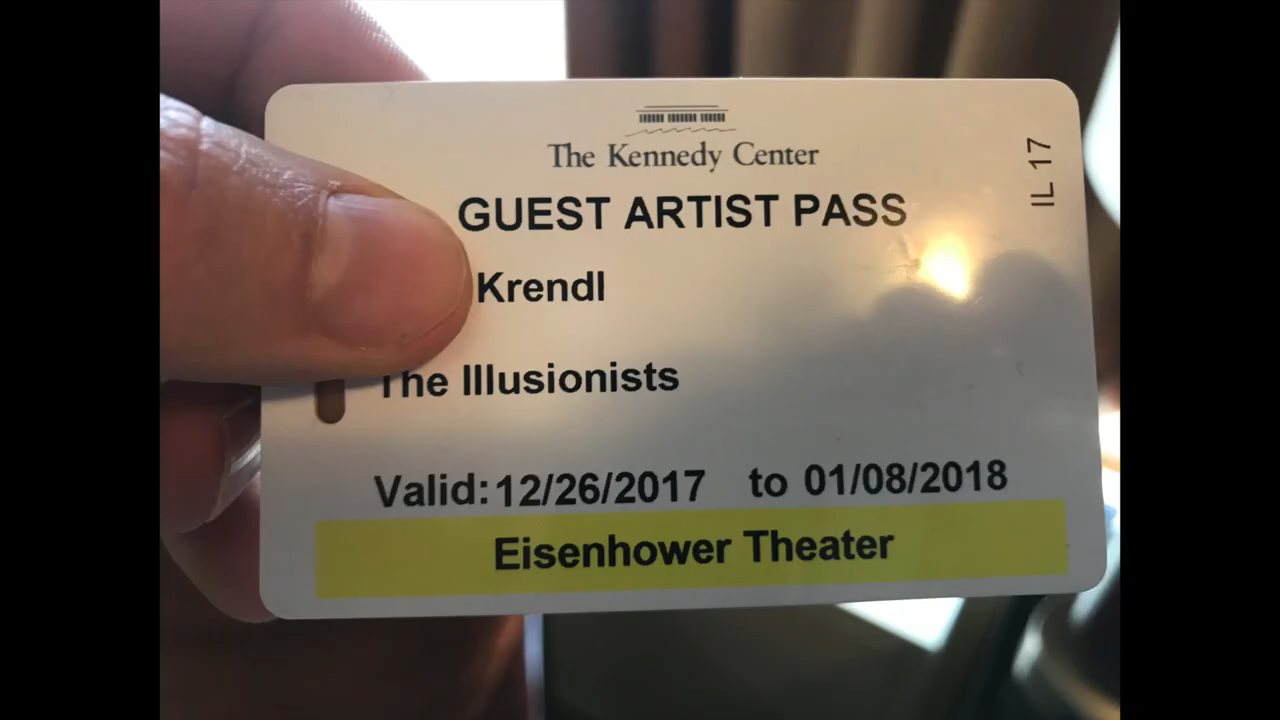 The Kennedy Center
GUEST ARTIST PASS
IL 17
Krendl
The Illusionists
Valid: 12/26/2017 to 01/08/2018
Eisenhower Theater